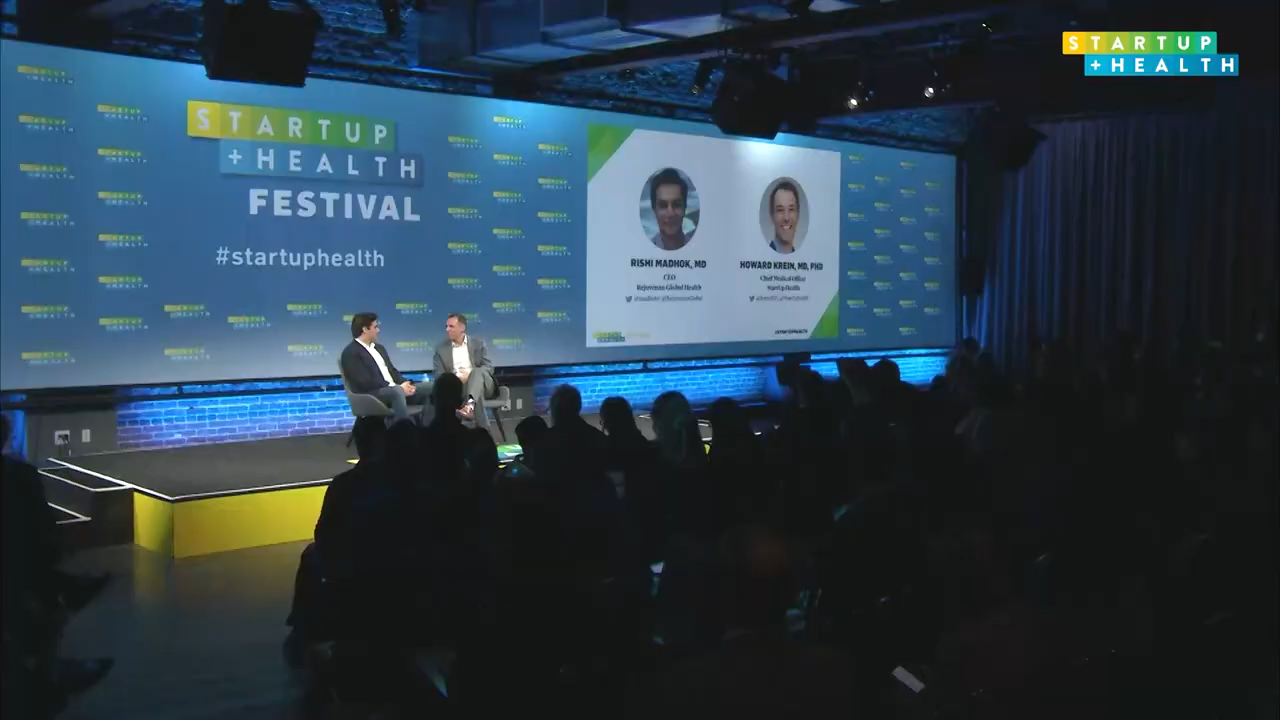 STARTUP
+HEALTH
STARTUP
+HEALTH
FESTIVAL
#startuphealth
RISHI MADHOK, MD
CEO
Rejuvenan Global Health
HOWARD KREIN, MD, PHD
Chief Medical Officer
StartUp Health
#STARTUPHEALTH